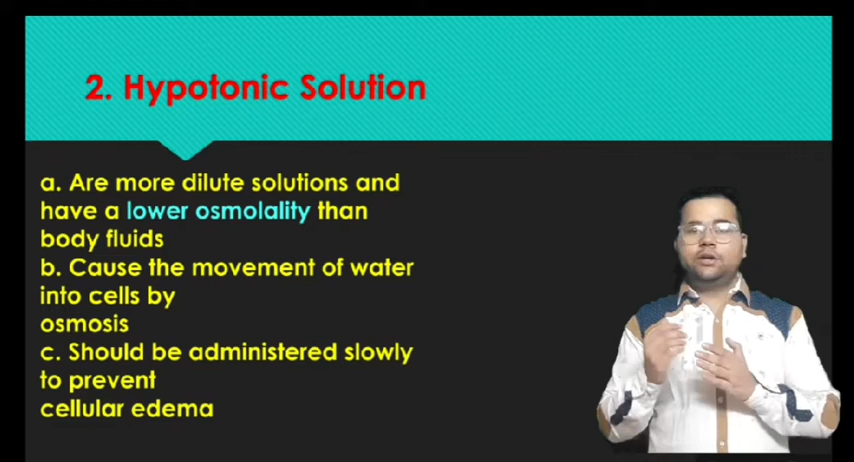 2. Hypotonic Solution
a. Are more dilute solutions and
have a lower osmolality than
body fluids
b. Cause the movement of water
into cells by
osmosis
c. Should be administered slowly
to prevent
cellular edema